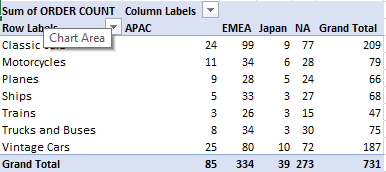 Sum of ORDER COUNT Column Labels
Row Labels APAC EMEA Japan NA Grand Total
Chart Area
Classic 24 99 9 77 209
Motorcycles 11 34 6 28 79
Planes 9 28 5 24 66
Ships 5 33 3 27 68
Trains 3 26 3 15 47
Trucks and Buses 8 34 3 30 75
Vintage Cars 25 80 10 72 187
Grand Total 85 334 39 273 731